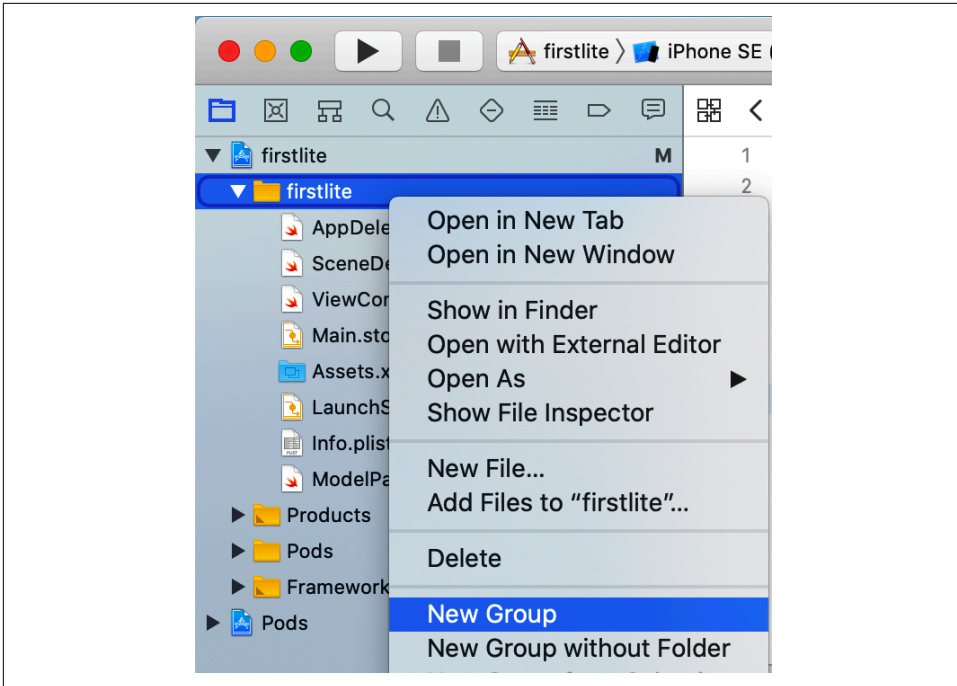 firstlite 〉 iPhone SE (
firstlite M
firstlite
AppDele
SceneDe
ViewCor
Main.sto
Assets.x
LaunchS
Info.plist
ModelPa
Products
Pods
Framework
Pods
1
2
Open in New Tab
Open in New Window
Show in Finder
Open with External Editor
Open As
Show File Inspector
New File...
Add Files to “firstlite”...
Delete
New Group
New Group without Folder